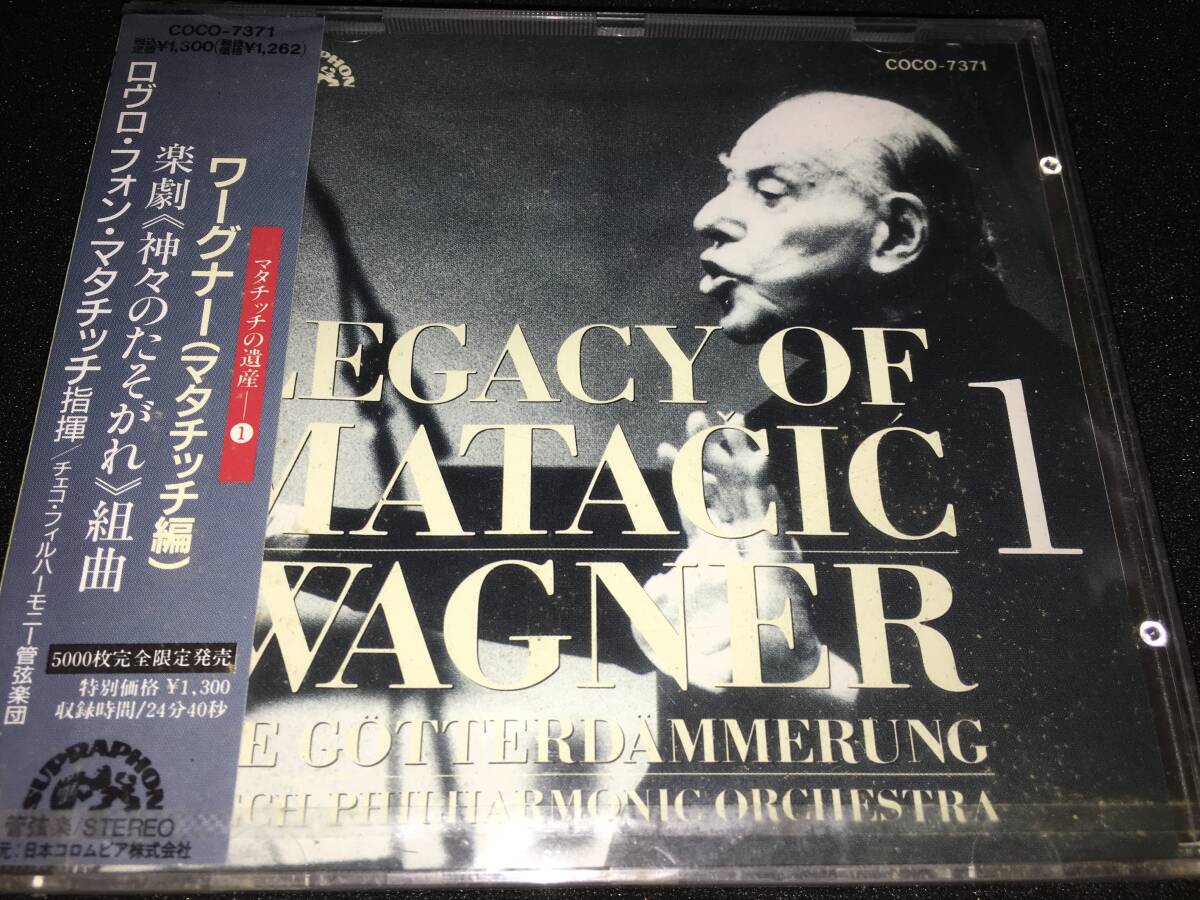 COCO-7371
税込定価¥1,300(税抜価格¥1,262)
マタチッチの遺産—1
ワーグナー(マタチッチ編)
楽劇《神々のたそがれ》組曲
ロヴロ・フォン・マタチッチ指揮/チェコ・フィルハーモニー管弦楽団
5000枚完全限定発売
特別価格 ¥1,300
収録時間/24分40秒
SUPRAPHON
管弦楽/STEREO
元:日本コロムビア株式会社
PRAPHON
COCO-7371
LEGACY OF
MATAČIĆ 1
WAGNER
E GÖTTERDÄMMERUNG
CH PHILHARMONIC ORCHESTRA